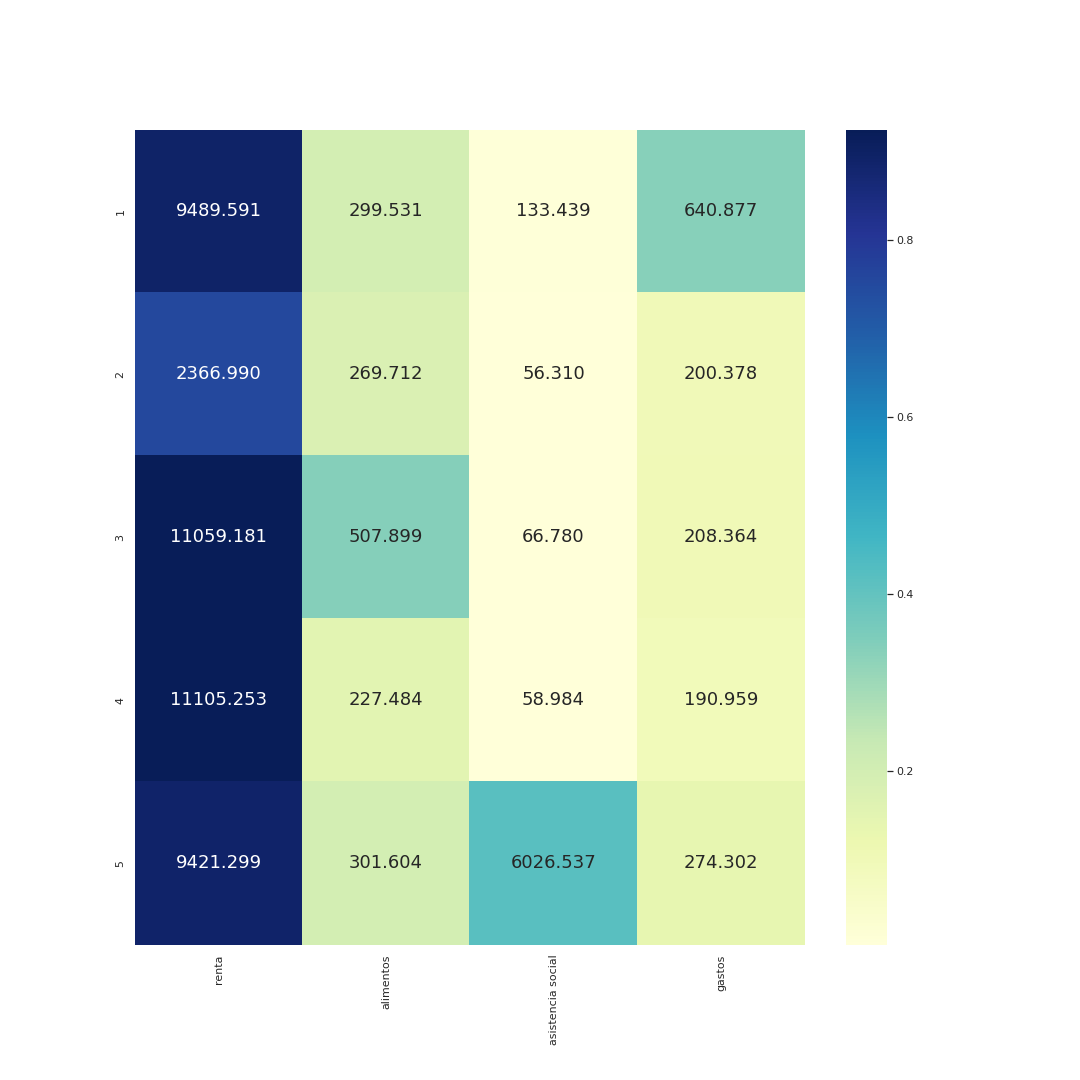 1 9489.591 299.531 133.439 640.877
2 2366.990 269.712 56.310 200.378
3 11059.181 507.899 66.780 208.364
4 11105.253 227.484 58.984 190.959
5 9421.299 301.604 6026.537 274.302
renta alimentos asistencia social gastos
0.8
0.6
0.4
0.2